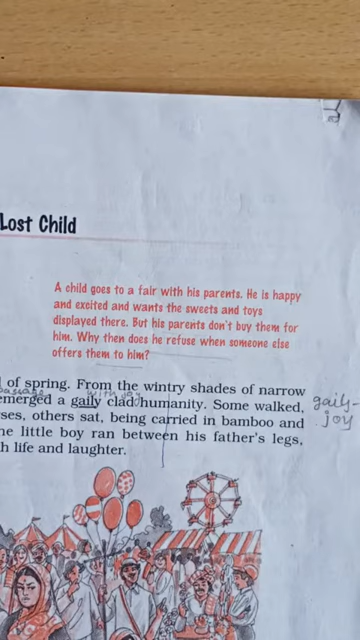 Lost Child
A child goes to a fair with his parents. He is happy
and excited and wants the sweets and toys
displayed there. But his parents don't buy them for
him. Why then does he refuse when someone else
offers them to him?
l of spring. From the wintry shades of narrow
with joy
emerged a gaily clad humanity. Some walked, gaily-
ses, others sat, being carried in bamboo and joy
ne little boy ran between his father's legs,
h life and laughter.